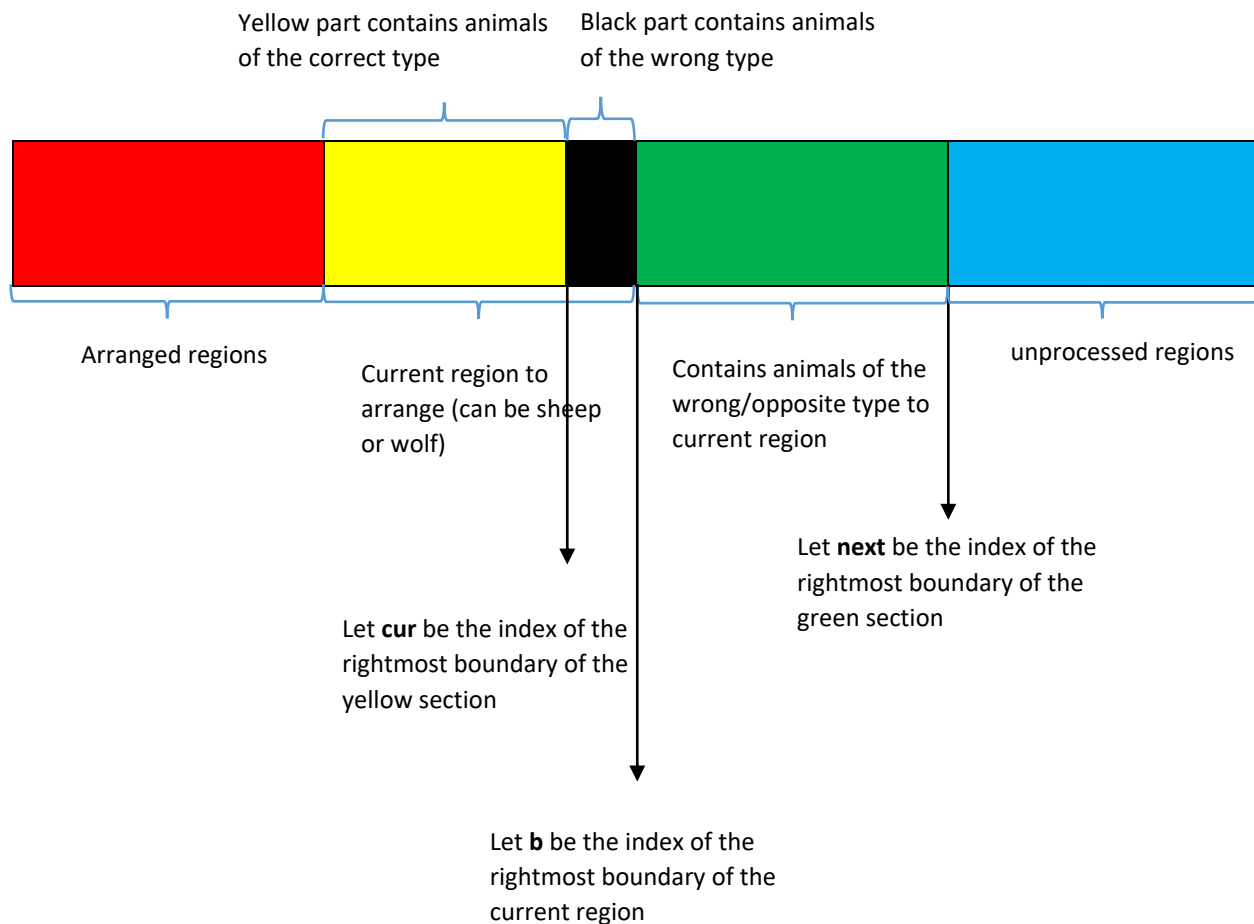 Yellow part contains animals
of the correct type
Black part contains animals
of the wrong type
Arranged regions
Current region to
arrange (can be sheep
or wolf)
Contains animals of the
wrong/opposite type to
current region
unprocessed regions
Let cur be the index of the
rightmost boundary of the
yellow section
Let next be the index of the
rightmost boundary of the
green section
Let b be the index of the
rightmost boundary of the
current region